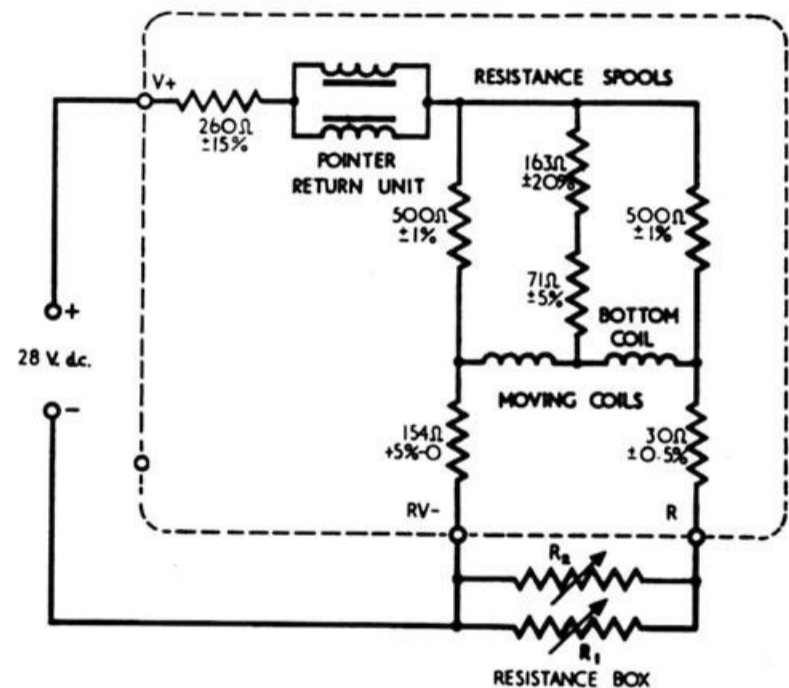 V+
260Ω
±15%
POINTER
RETURN UNIT
RESISTANCE SPOOLS
500Ω
±1%
163Ω
±20%
71Ω
±5%
500Ω
±1%
BOTTOM
COIL
MOVING COILS
+
28 V. d.c.
−
154Ω
+5%-0
30Ω
±0.5%
RV-
R
R2
R1
RESISTANCE BOX